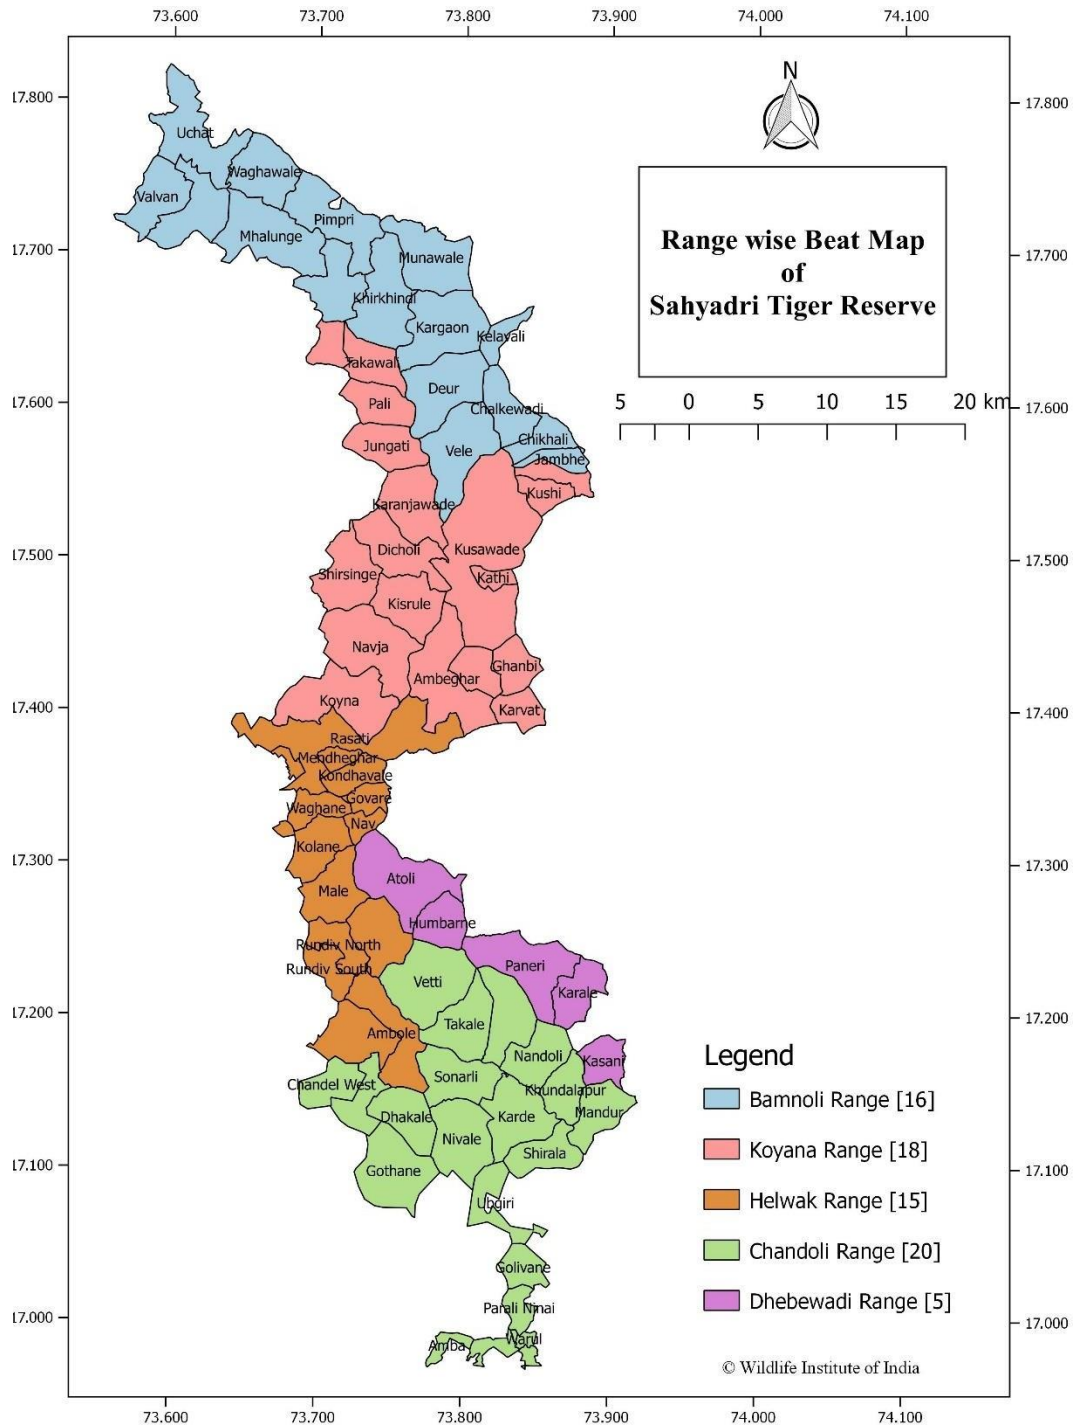 73.600 73.700 73.800 73.900 74.000 74.100
N
17.800 17.800
Uchat
Waghawale
Valvan
Pimpri
Mhalunge
17.700 17.700
Munawale
Range wise Beat Map
of
Sahyadri Tiger Reserve
Khirkhindi
Kargaon
Kelavali
Takawali
Deur
5 0 5 10 15 20 km
17.600 17.600
Pali
Chalkewadi
Jungati
Vele
Chikhali
Jambhe
Kushi
Karanjawade
17.500 17.500
Dicholi
Kusawade
Shirsinge
Kathi
Kisrule
Navja
Ghanbi
Ambeghar
Koyna
Karvat
17.400 17.400
Rasati
Mendheghar
Kondhavale
Govare
Waghane
Nav
Kolane
17.300 17.300
Atoli
Male
Humbarne
Rundiv North
Rundiv South
Paneri
Vetti
Karale
17.200 17.200
Takale
Ambole
Nandoli
Kasani
Sonarli
Chandel West
Khundalapur
Mandur
Dhakale
Karde
Nivale
Shirala
17.100 17.100
Gothane
Ubgiri
Golivane
17.000 17.000
Parali Ninai
Warul
Amba
Legend
Bamnoli Range [16]
Koyana Range [18]
Helwak Range [15]
Chandoli Range [20]
Dhebewadi Range [5]
© Wildlife Institute of India
73.600 73.700 73.800 73.900 74.000 74.100